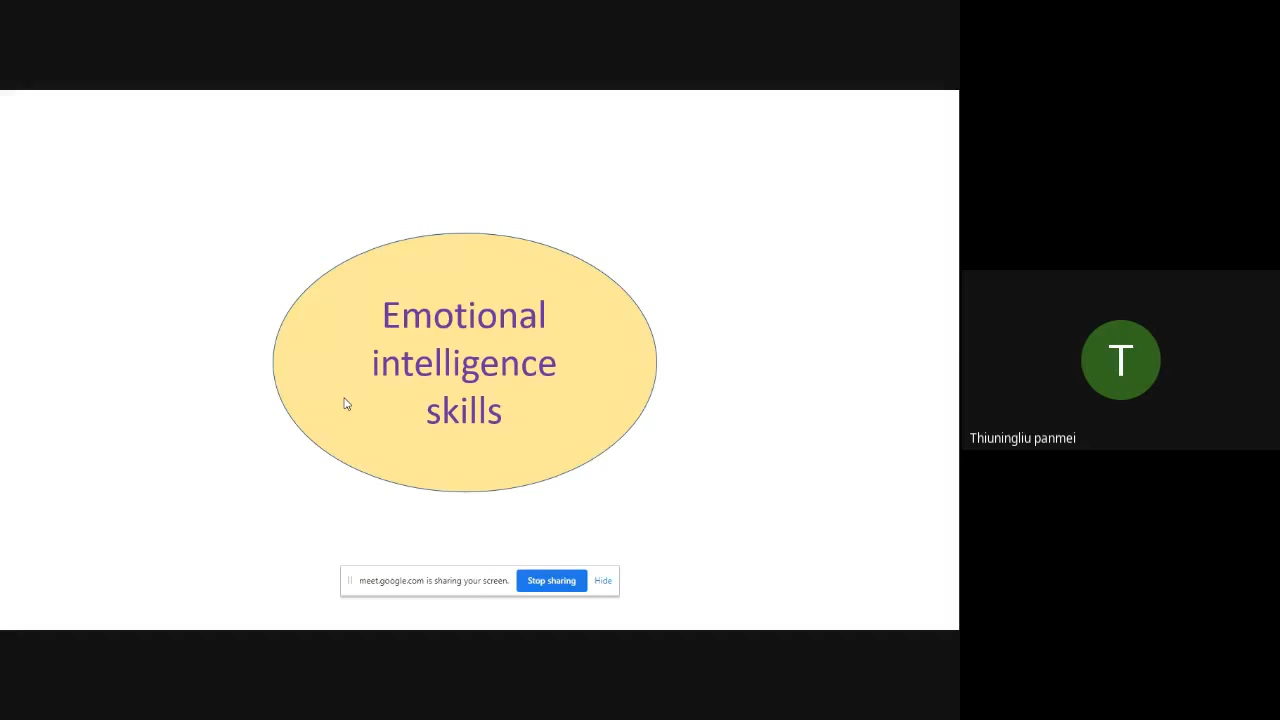 Emotional
intelligence
skills
meet.google.com is sharing your screen. Stop sharing Hide
T
Thiuningliu panmei